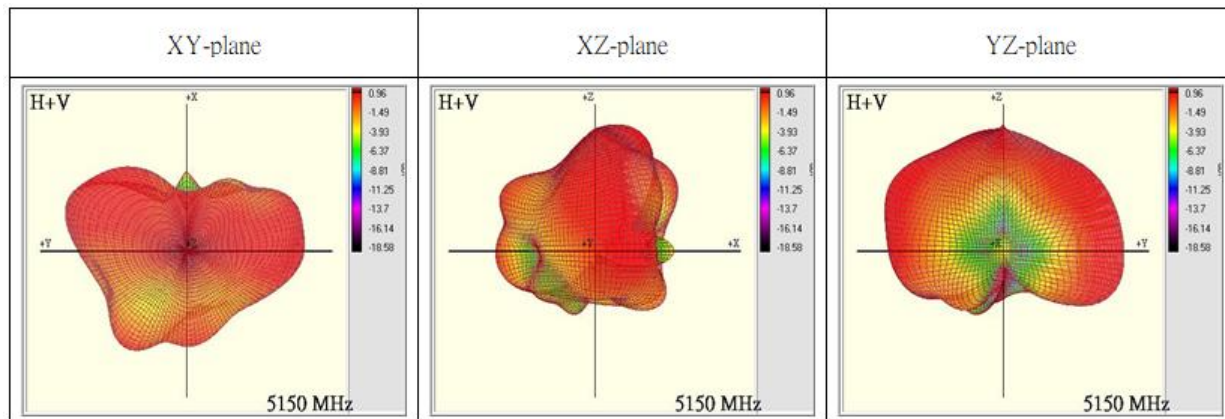 XY-plane
XZ-plane
YZ-plane
H+V
+X
+Y
0.96
-1.49
-3.93
-6.37
-8.81
-11.25
-13.7
-16.14
-18.58
5150 MHz
H+V
+Z
+Y
+X
0.96
-1.49
-3.93
-6.37
-8.81
-11.25
-13.7
-16.14
-18.58
5150 MHz
H+V
+Z
+X
+Y
0.96
-1.49
-3.93
-6.37
-8.81
-11.25
-13.7
-16.14
-18.58
5150 MHz